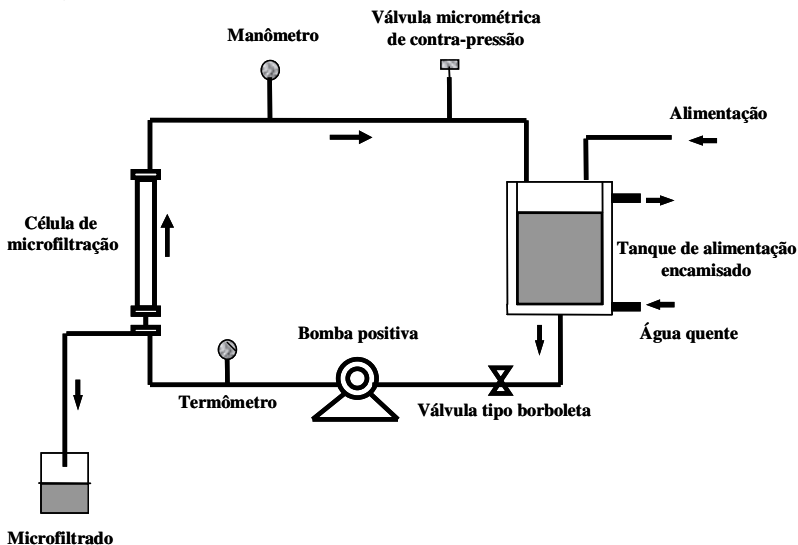 Manômetro
Válvula micrométrica
de contra-pressão
Alimentação
Célula de
microfiltração
Tanque de alimentação
encamisado
Água quente
Bomba positiva
Termômetro
Válvula tipo borboleta
Microfiltrado